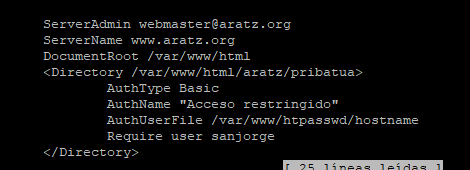 ServerAdmin webmaster@aratz.org
ServerName www.aratz.org
DocumentRoot /var/www/html
<Directory /var/www/html/aratz/pribatua>
AuthType Basic
AuthName "Acceso restringido"
AuthUserFile /var/www/htpasswd/hostname
Require user sanjorge
</Directory>
[ 25 líneas leídas ]